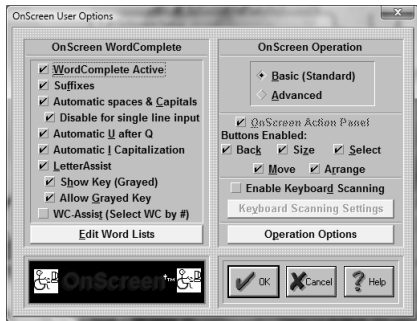 OnScreen User Options
OnScreen WordComplete
WordComplete Active
Suffixes
Automatic spaces & Capitals
Disable for single line input
Automatic U after Q
Automatic I Capitalization
LetterAssist
Show Key (Grayed)
Allow Grayed Key
WC-Assist (Select WC by #)
Edit Word Lists
OnScreen Operation
Basic (Standard)
Advanced
OnScreen Action Panel
Buttons Enabled:
Back Size Select
Move Arrange
Enable Keyboard Scanning
Keyboard Scanning Settings
Operation Options
OnScreen ™
OK Cancel Help